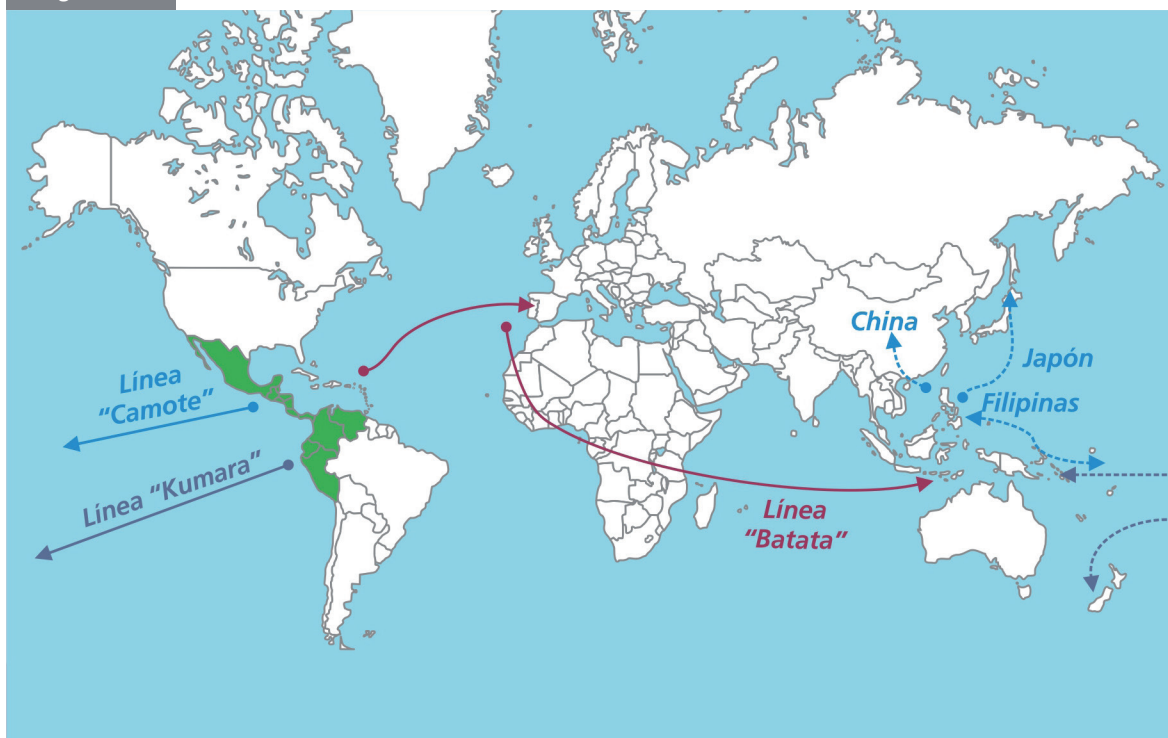 Línea
“Camote”
Línea “Kumara”
Línea
“Batata”
China
Japón
Filipinas